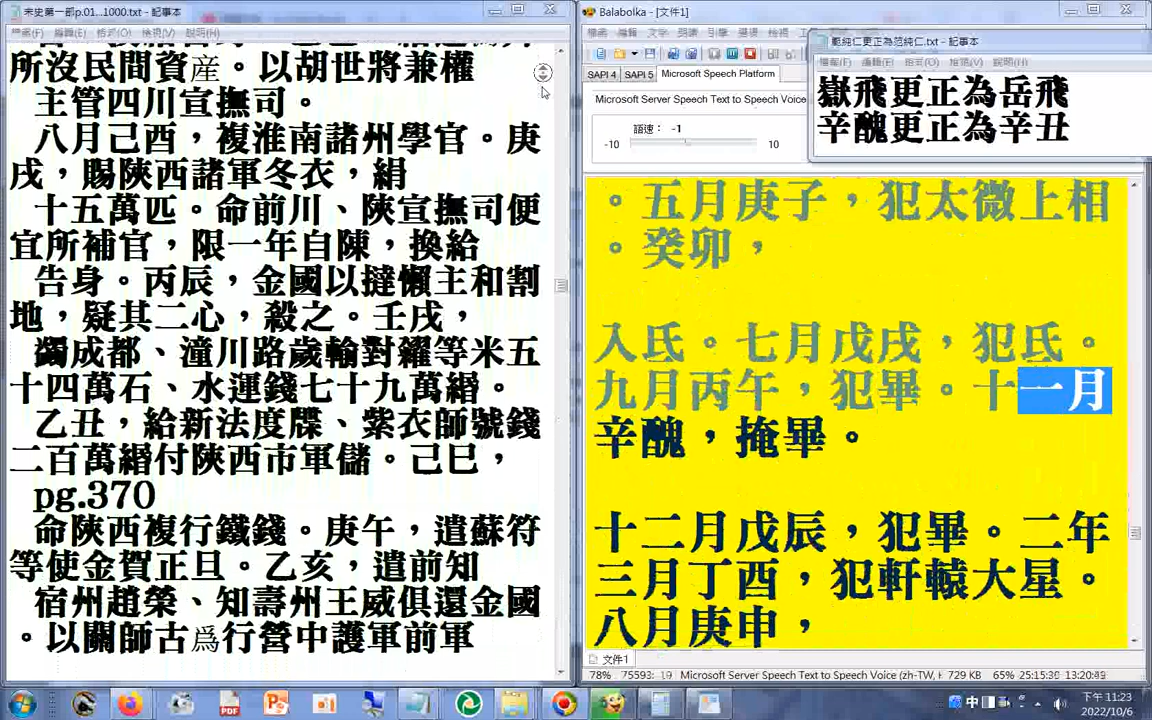 宋史第一部p.01...1000.txt - 記事本
所沒民間資産。以胡世將兼權
主管四川宣撫司。
八月己酉，複淮南諸州學官。庚
戌，賜陝西諸軍冬衣，絹
十五萬匹。命前川、陝宣撫司便
宜所補官，限一年自陳，換給
告身。丙辰，金國以撻懶主和割
地，疑其二心，殺之。壬戌，
蠲成都、潼川路歲輸對糴等米五
十四萬石、水運錢七十九萬緡。
乙丑，給新法度牒、紫衣師號錢
二百萬緡付陝西市軍儲。己巳，
pg.370
命陝西複行鐵錢。庚午，遣蘇符
等使金賀正旦。乙亥，遣前知
宿州趙榮、知壽州王威俱還金國
。以關師古爲行營中護軍前軍
Balabolka - [文件1]
SAPI 4 SAPI 5 Microsoft Speech Platform
Microsoft Server Speech Text to Speech Voice
語速： -1
-10 10
範純仁更正為范純仁.txt - 記事本
嶽飛更正為岳飛
辛醜更正為辛丑
。五月庚子，犯太微上相
。癸卯，
入氐。七月戊戌，犯氐。
九月丙午，犯畢。十一月
辛醜，掩畢。
十二月戊辰，犯畢。二年
三月丁酉，犯軒轅大星。
八月庚申，
文件1
78% 75593: 19 Microsoft Server Speech Text to Speech Voice (zh-TW, H 729 KB 65% 25:15:39 13:20:49
中
下午 11:23
2022/10/6